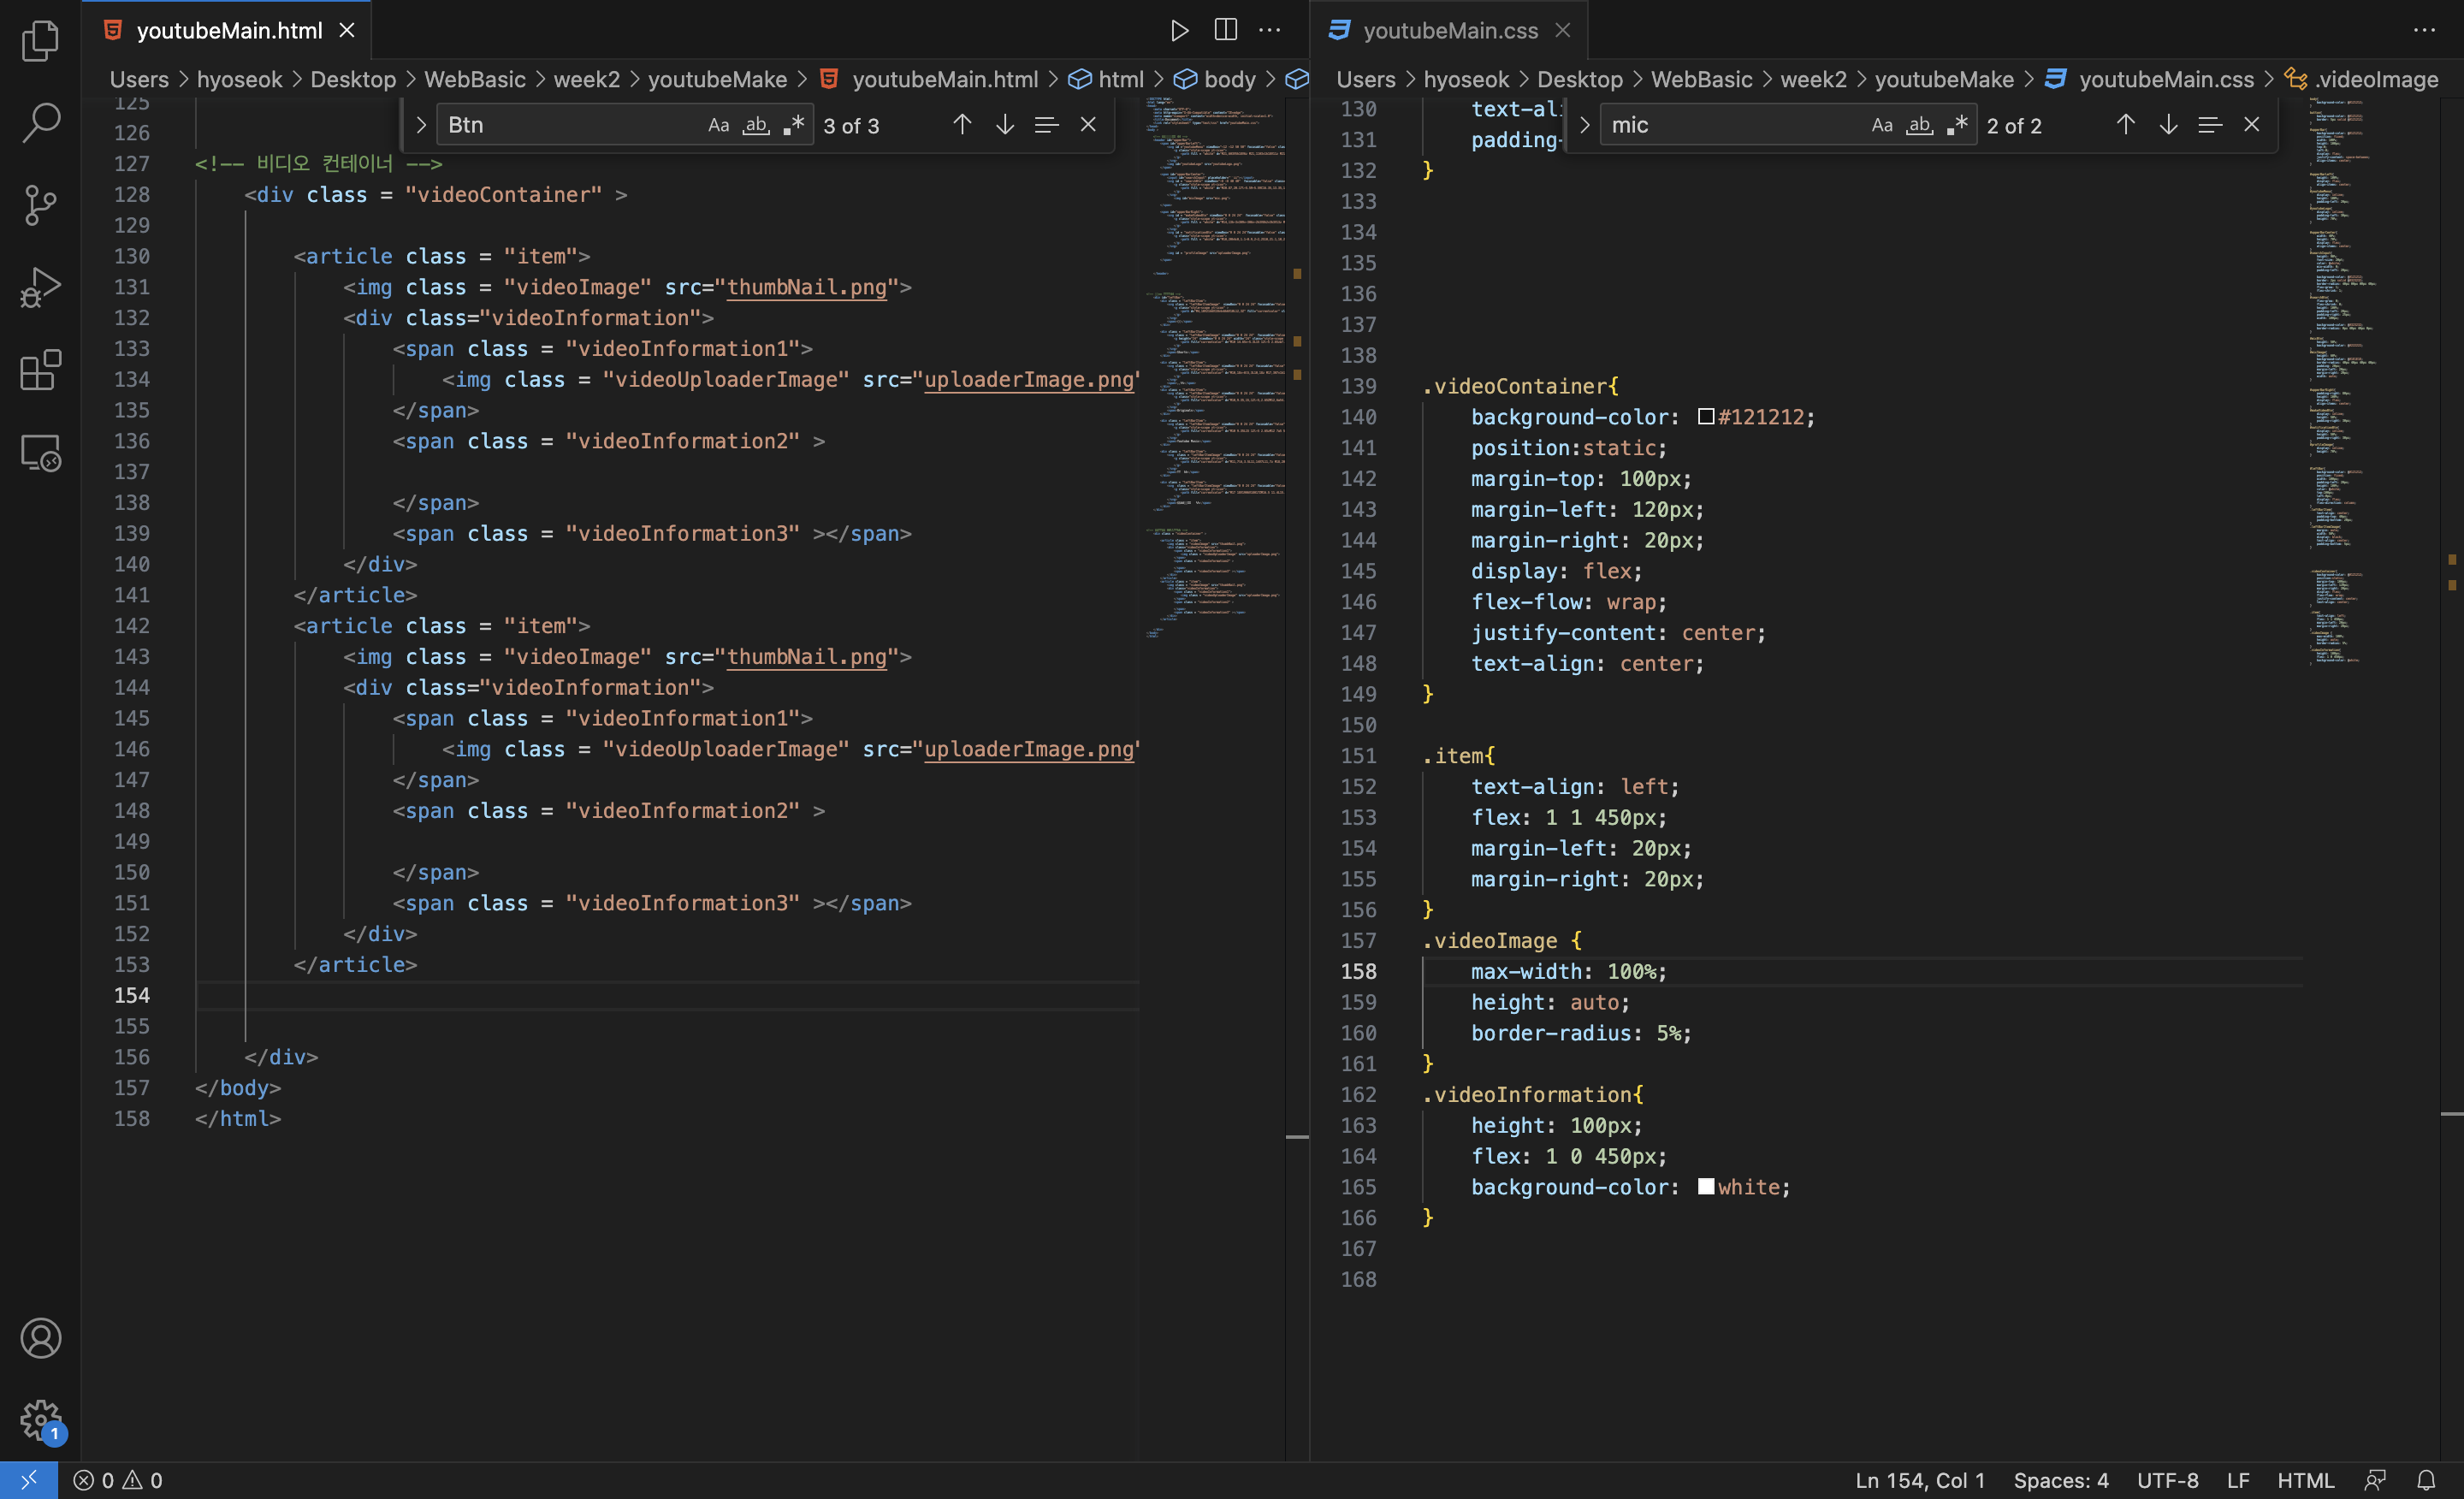 youtubeMain.html
Users > hyoseok > Desktop > WebBasic > week2 > youtubeMake > youtubeMain.html > html > body >
Btn
Aa ab .* 3 of 3
125
126
127 <!-- 비디오 컨테이너 -->
128 <div class = "videoContainer" >
129
130 <article class = "item">
131 <img class = "videoImage" src="thumbNail.png">
132 <div class="videoInformation">
133 <span class = "videoInformation1">
134 <img class = "videoUploaderImage" src="uploaderImage.png"
135 </span>
136 <span class = "videoInformation2" >
137
138 </span>
139 <span class = "videoInformation3" ></span>
140 </div>
141 </article>
142 <article class = "item">
143 <img class = "videoImage" src="thumbNail.png">
144 <div class="videoInformation">
145 <span class = "videoInformation1">
146 <img class = "videoUploaderImage" src="uploaderImage.png"
147 </span>
148 <span class = "videoInformation2" >
149
150 </span>
151 <span class = "videoInformation3" ></span>
152 </div>
153 </article>
154
155
156 </div>
157 </body>
158 </html>
youtubeMain.css
Users > hyoseok > Desktop > WebBasic > week2 > youtubeMake > youtubeMain.css > .videoImage
mic
Aa ab .* 2 of 2
130 text-al
131 padding-
132 }
133
134
135
136
137
138
139 .videoContainer{
140 background-color: #121212;
141 position:static;
142 margin-top: 100px;
143 margin-left: 120px;
144 margin-right: 20px;
145 display: flex;
146 flex-flow: wrap;
147 justify-content: center;
148 text-align: center;
149 }
150
151 .item{
152 text-align: left;
153 flex: 1 1 450px;
154 margin-left: 20px;
155 margin-right: 20px;
156 }
157 .videoImage {
158 max-width: 100%;
159 height: auto;
160 border-radius: 5%;
161 }
162 .videoInformation{
163 height: 100px;
164 flex: 1 0 450px;
165 background-color: white;
166 }
167
168
1
0 0
Ln 154, Col 1 Spaces: 4 UTF-8 LF HTML